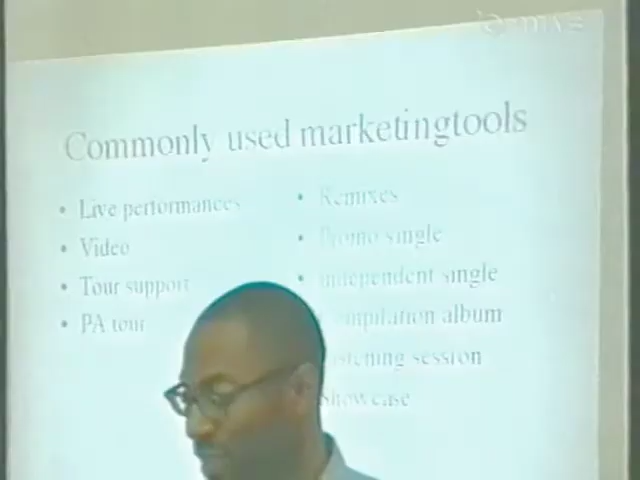 Commonly used marketingtools
• Live performances
• Video
• Tour support
• PA tour
• Remixes
• Promo single
• independent single
compilation album
listening session
Showcase